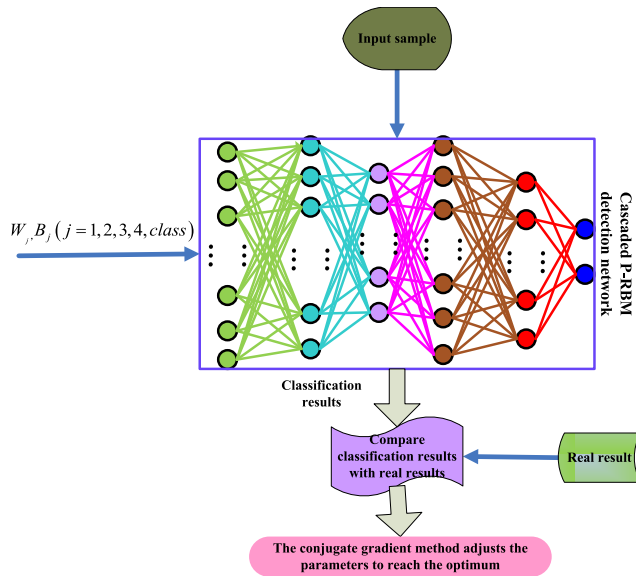 Input sample
W_j, B_j (j = 1, 2, 3, 4, class)
Cascaded P-RBM
detection network
Classification
results
Compare
classification results
with real results
Real result
The conjugate gradient method adjusts the
parameters to reach the optimum